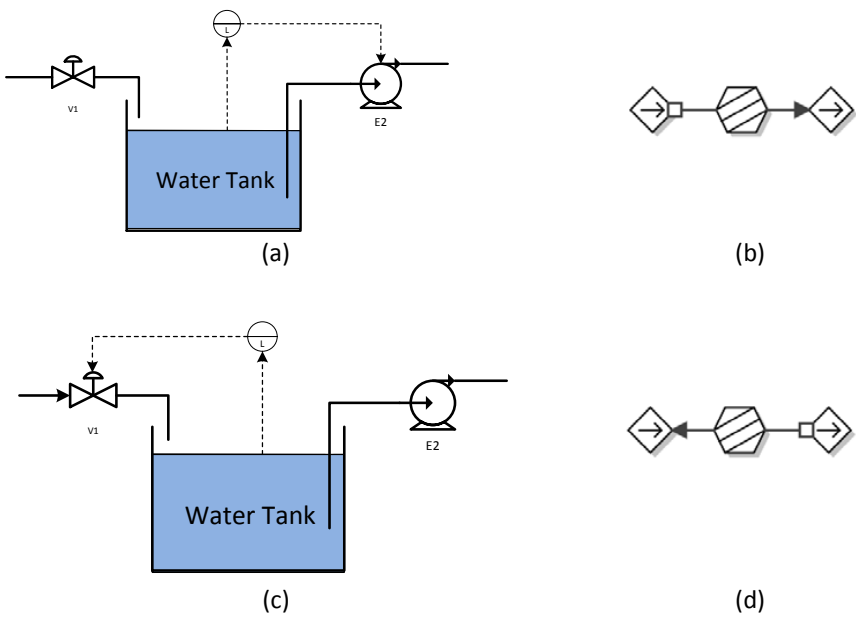 L
V1
E2
Water Tank
(a)
(b)
L
V1
E2
Water Tank
(c)
(d)